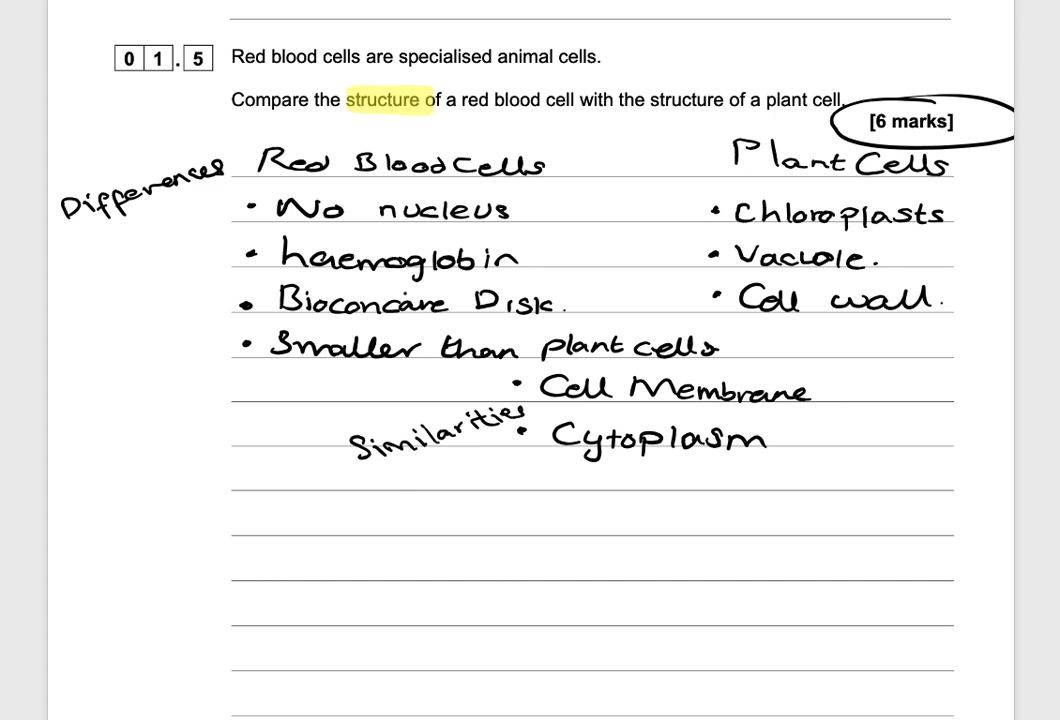 01.5 Red blood cells are specialised animal cells.
Compare the structure of a red blood cell with the structure of a plant cell.
[6 marks]
Differences
Red Blood Cells Plant Cells
• No nucleus • Chloroplasts
• haemoglobin • Vacuole.
• Bioconcave Disk. • Cell wall.
• Smaller than plant cells
Similarities
• Cell Membrane
• Cytoplasm